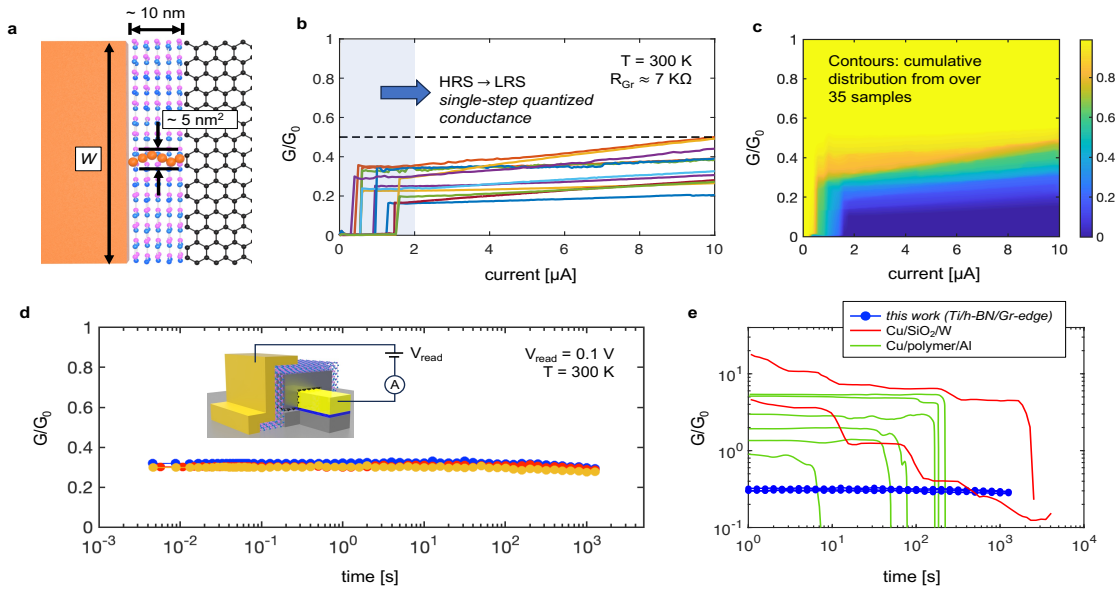 a
~ 10 nm
~ 5 nm²
W
b
G/G₀
1
0.8
0.6
0.4
0.2
0
HRS → LRS
single-step quantized
conductance
T = 300 K
R_Gr ≈ 7 KΩ
0 2 4 6 8 10
current [µA]
c
G/G₀
1
0.8
0.6
0.4
0.2
0
Contours: cumulative
distribution from over
35 samples
0 2 4 6 8 10
current [µA]
0.8
0.6
0.4
0.2
0
d
G/G₀
1
0.8
0.6
0.4
0.2
0
V_read
A
V_read = 0.1 V
T = 300 K
10⁻³ 10⁻² 10⁻¹ 10⁰ 10¹ 10² 10³
time [s]
e
this work (Ti/h-BN/Gr-edge)
Cu/SiO₂/W
Cu/polymer/Al
G/G₀
10¹
10⁰
10⁻¹
10⁰ 10¹ 10² 10³ 10⁴
time [s]